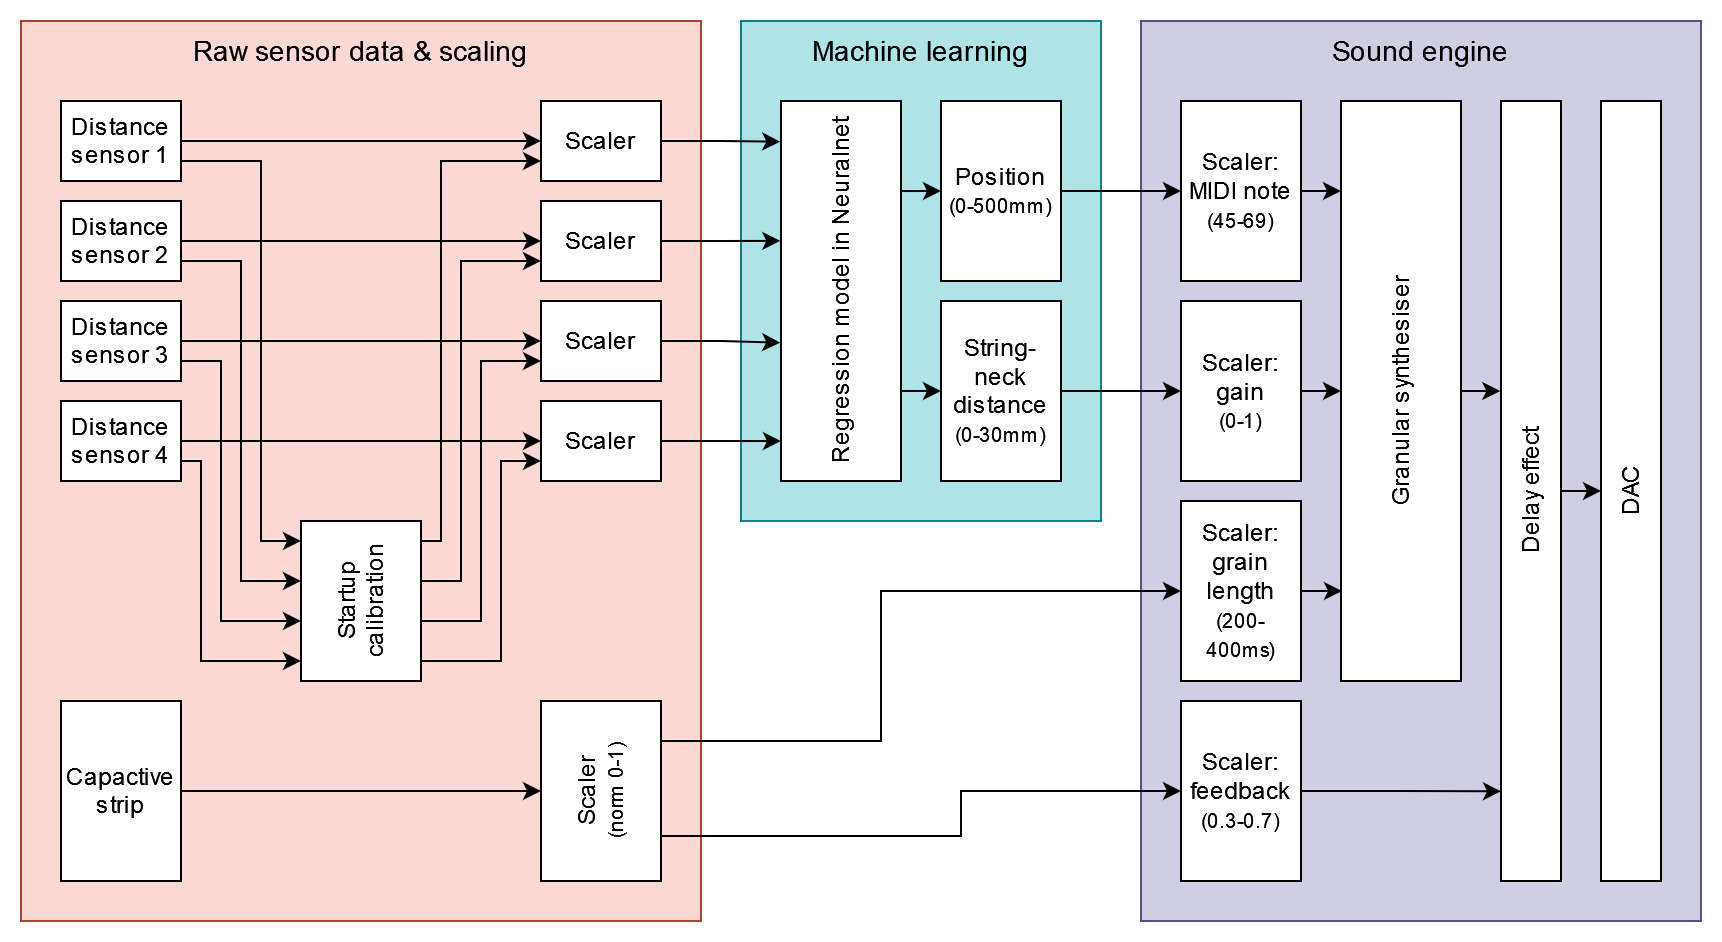 Raw sensor data & scaling
Distance
sensor 1
Distance
sensor 2
Distance
sensor 3
Distance
sensor 4
Startup
calibration
Capactive
strip
Scaler
Scaler
Scaler
Scaler
Scaler
(norm 0-1)
Machine learning
Regression model in Neuralnet
Position
(0-500mm)
String-
neck
distance
(0-30mm)
Sound engine
Scaler:
MIDI note
(45-69)
Scaler:
gain
(0-1)
Scaler:
grain
length
(200-
400ms)
Scaler:
feedback
(0.3-0.7)
Granular synthesiser
Delay effect
DAC